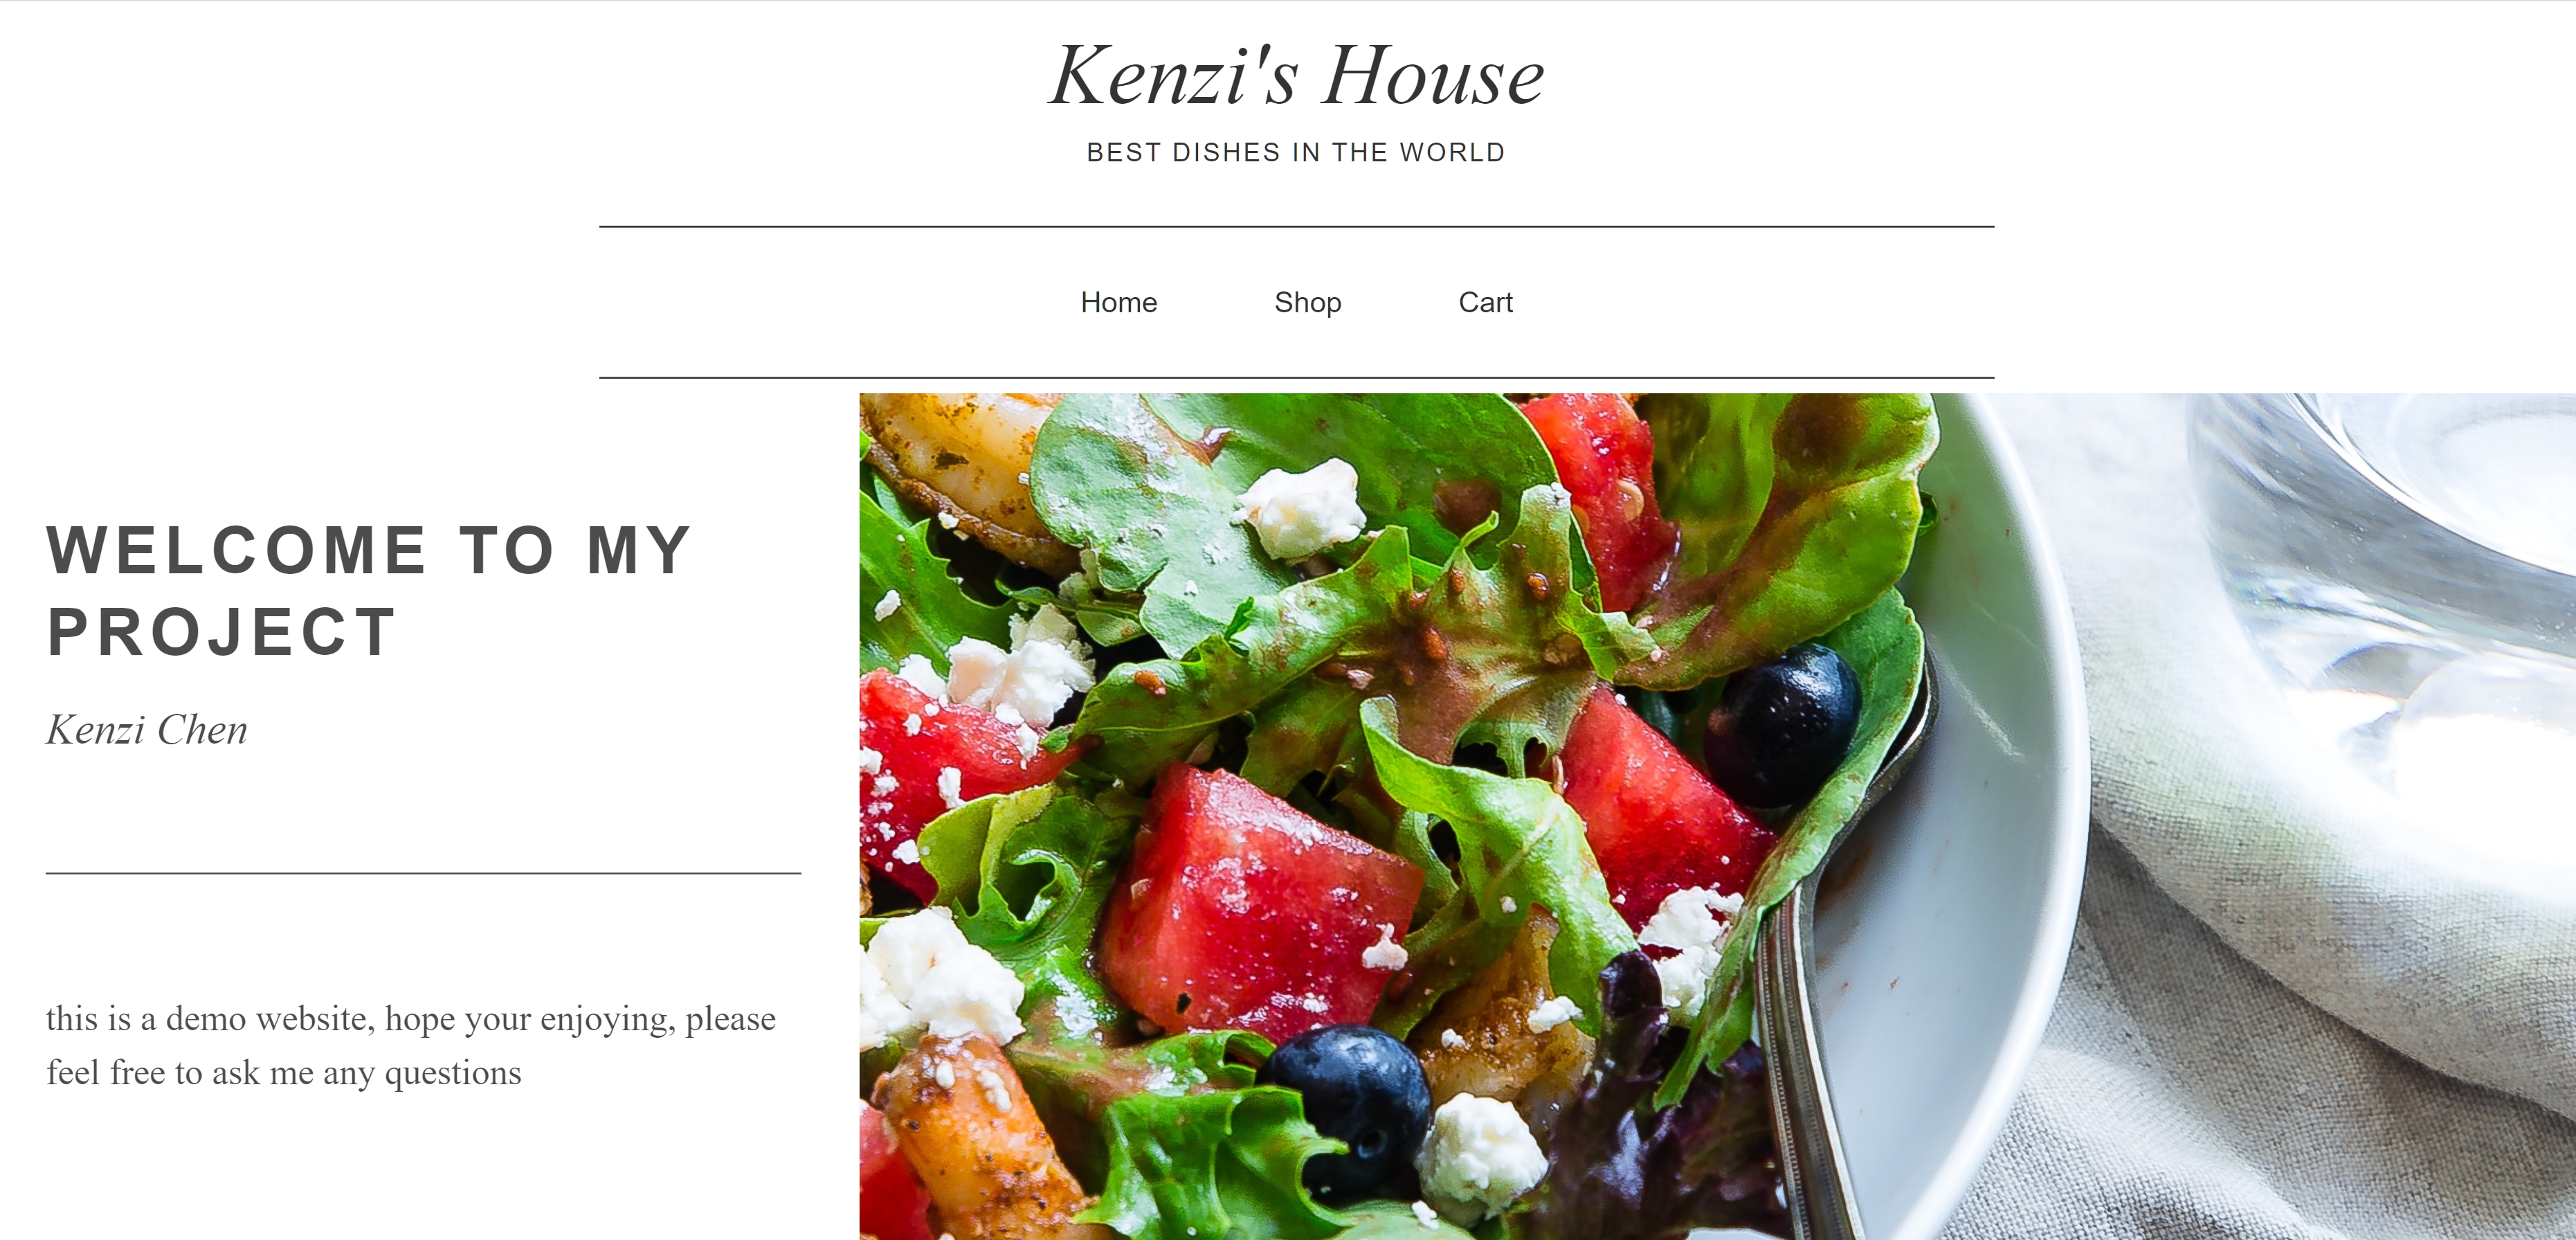 Kenzi's House
BEST DISHES IN THE WORLD
Home Shop Cart
WELCOME TO MY
PROJECT
Kenzi Chen
this is a demo website, hope your enjoying, please
feel free to ask me any questions